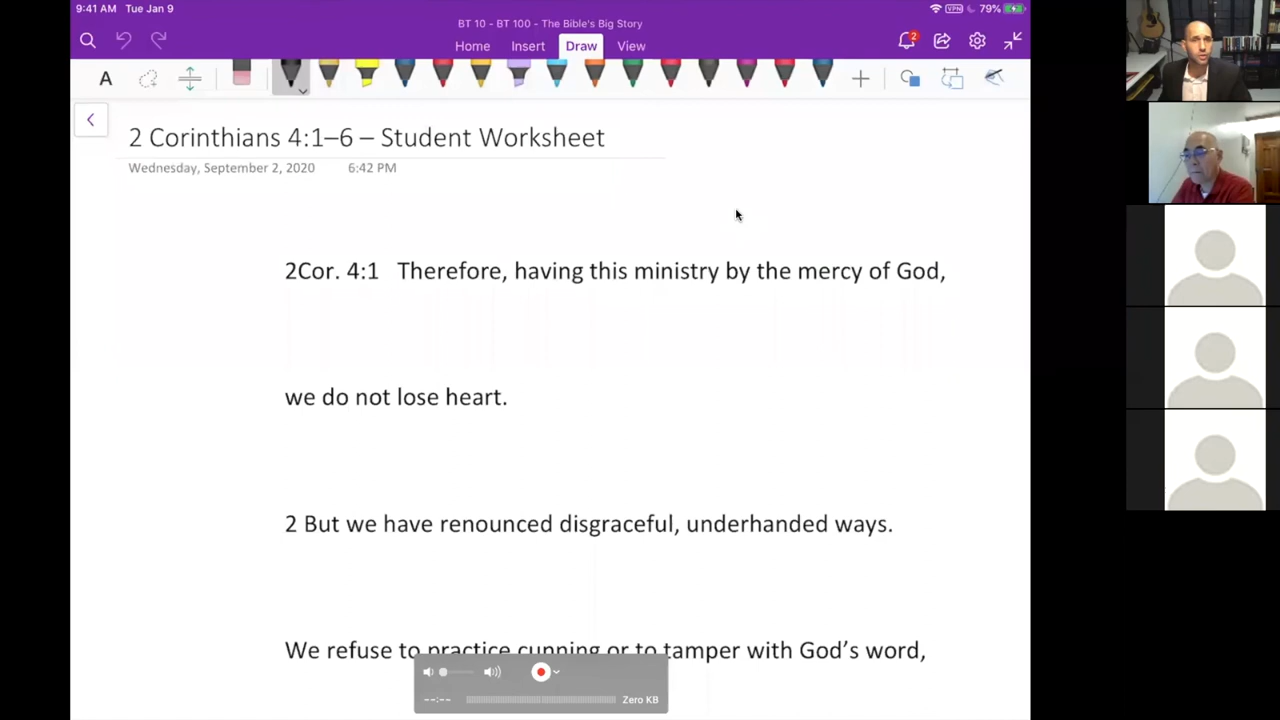 9:41 AM Tue Jan 9
VPN 79%
BT 10 - BT 100 - The Bible's Big Story
2
Home Insert Draw View
A
2 Corinthians 4:1–6 – Student Worksheet
Wednesday, September 2, 2020 6:42 PM
2Cor. 4:1 Therefore, having this ministry by the mercy of God,
we do not lose heart.
2 But we have renounced disgraceful, underhanded ways.
We refuse to practice cunning or to tamper with God’s word,
--:-- Zero KB